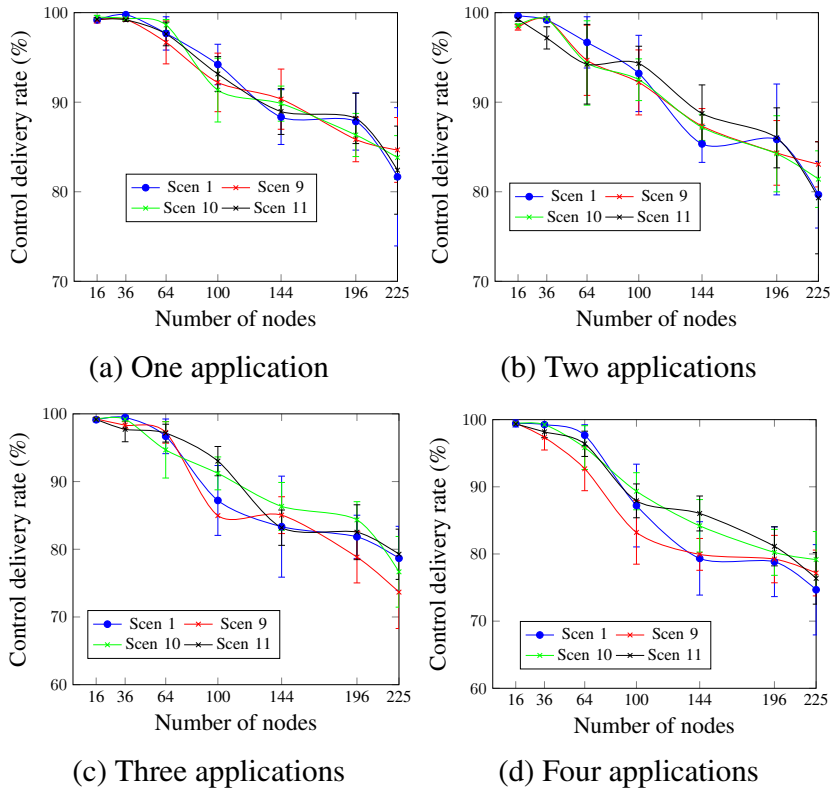 100
90
80
70
Control delivery rate (%)
Scen 1 Scen 9
Scen 10 Scen 11
16 36 64 100 144 196 225
Number of nodes
(a) One application
100
90
80
70
Control delivery rate (%)
Scen 1 Scen 9
Scen 10 Scen 11
16 36 64 100 144 196 225
Number of nodes
(b) Two applications
100
90
80
70
60
Control delivery rate (%)
Scen 1 Scen 9
Scen 10 Scen 11
16 36 64 100 144 196 225
Number of nodes
(c) Three applications
100
90
80
70
60
Control delivery rate (%)
Scen 1 Scen 9
Scen 10 Scen 11
16 36 64 100 144 196 225
Number of nodes
(d) Four applications